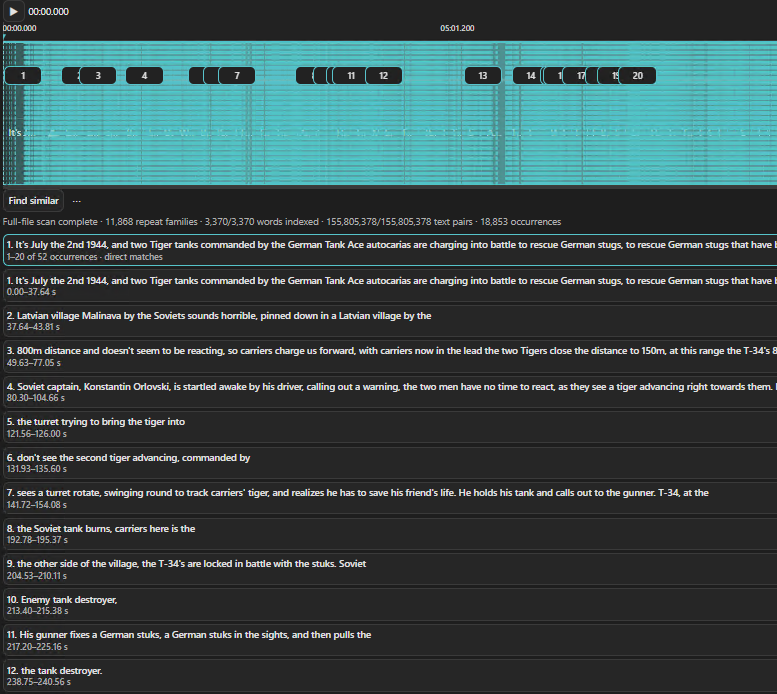 00:00.000
00:00.000
05:01.200
1
3
4
7
11
12
13
14
17
20
It's
Find similar ...
Full-file scan complete · 11,868 repeat families · 3,370/3,370 words indexed · 155,805,378/155,805,378 text pairs · 18,853 occurrences
1. It's July the 2nd 1944, and two Tiger tanks commanded by the German Tank Ace autocarias are charging into battle to rescue German stugs, to rescue German stugs that have
1–20 of 52 occurrences · direct matches
1. It's July the 2nd 1944, and two Tiger tanks commanded by the German Tank Ace autocarias are charging into battle to rescue German stugs, to rescue German stugs that have
0.00–37.64 s
2. Latvian village Malinava by the Soviets sounds horrible, pinned down in a Latvian village by the
37.64–43.81 s
3. 800m distance and doesn't seem to be reacting, so carriers charge us forward, with carriers now in the lead the two Tigers close the distance to 150m, at this range the T-34's
49.63–77.05 s
4. Soviet captain, Konstantin Orlovski, is startled awake by his driver, calling out a warning, the two men have no time to react, as they see a tiger advancing right towards them.
80.30–104.66 s
5. the turret trying to bring the tiger into
121.56–126.00 s
6. don't see the second tiger advancing, commanded by
131.93–135.60 s
7. sees a turret rotate, swinging round to track carriers' tiger, and realizes he has to save his friend's life. He holds his tank and calls out to the gunner. T-34, at the
141.72–154.08 s
8. the Soviet tank burns, carriers here is the
192.78–195.37 s
9. the other side of the village, the T-34's are locked in battle with the stuks. Soviet
204.53–210.11 s
10. Enemy tank destroyer,
213.40–215.38 s
11. His gunner fixes a German stuks, a German stuks in the sights, and then pulls the
217.20–225.16 s
12. the tank destroyer.
238.75–240.56 s